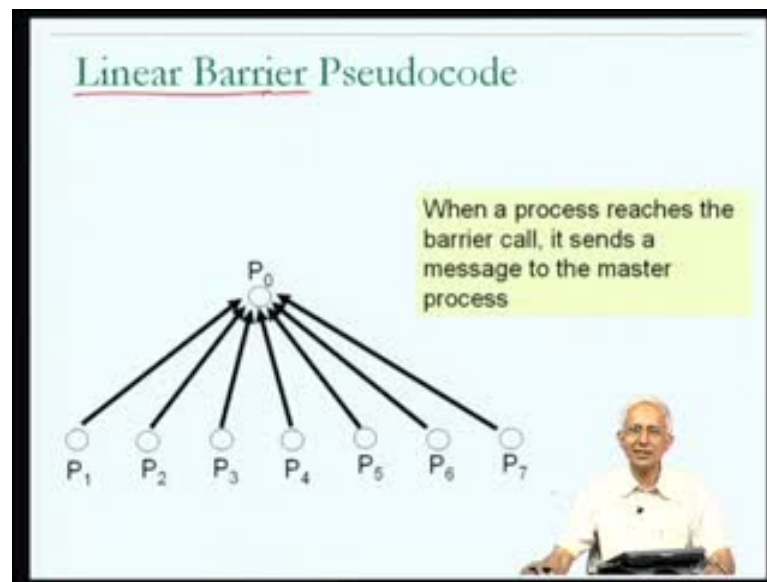 Linear Barrier Pseudocode
When a process reaches the
barrier call, it sends a
message to the master
process
P₀
P₁ P₂ P₃ P₄ P₅ P₆ P₇